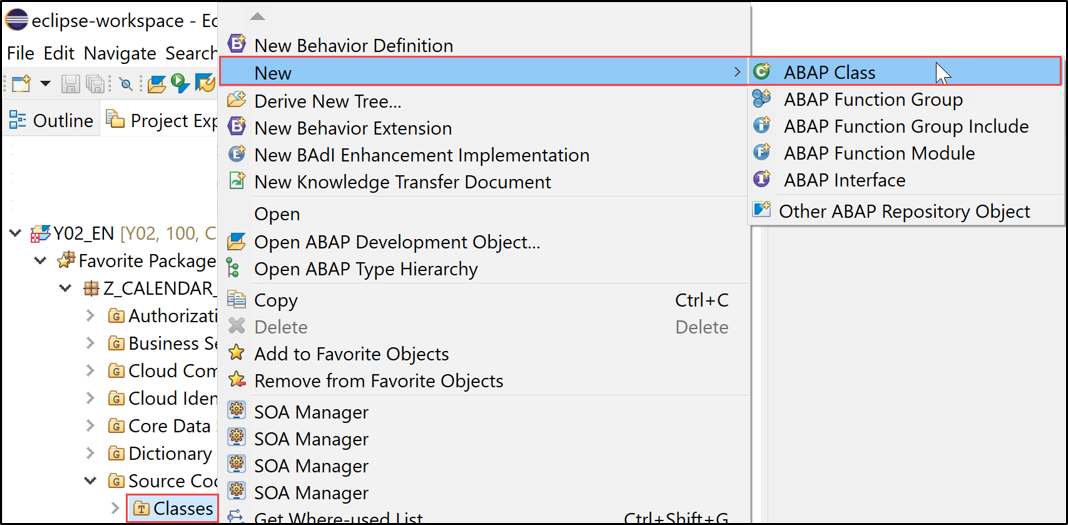 eclipse-workspace - Ec
File Edit Navigate Search
Outline Project Exp
Y02_EN [Y02, 100, C
Favorite Package
Z_CALENDAR_
Authorizati
Business Se
Cloud Com
Cloud Iden
Core Data
Dictionary
Source Co
Classes
New Behavior Definition
New
Derive New Tree...
New Behavior Extension
New BAdI Enhancement Implementation
New Knowledge Transfer Document
Open
Open ABAP Development Object...
Open ABAP Type Hierarchy
Copy Ctrl+C
Delete Delete
Add to Favorite Objects
Remove from Favorite Objects
SOA Manager
SOA Manager
SOA Manager
SOA Manager
Get Where-used List Ctrl+Shift+G
ABAP Class
ABAP Function Group
ABAP Function Group Include
ABAP Function Module
ABAP Interface
Other ABAP Repository Object